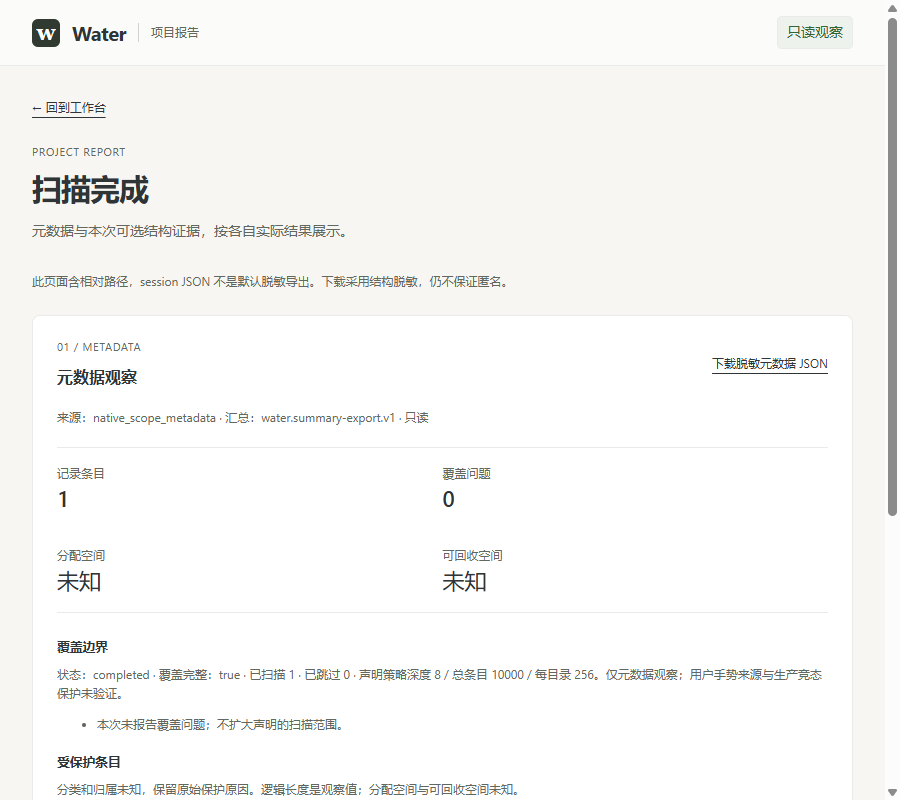 W Water 项目报告 只读观察
← 回到工作台
PROJECT REPORT
扫描完成
元数据与本次可选结构证据，按各自实际结果展示。
此页面含相对路径，session JSON 不是默认脱敏导出。下载采用结构脱敏，仍不保证匿名。
01 / METADATA
下载脱敏元数据 JSON
元数据观察
来源：native_scope_metadata · 汇总：water.summary-export.v1 · 只读
记录条目 覆盖问题
1 0
分配空间 可回收空间
未知 未知
覆盖边界
状态：completed · 覆盖完整：true · 已扫描 1 · 已跳过 0 · 声明策略深度 8 / 总条目 10000 / 每目录 256。仅元数据观察；用户手势来源与生产竞态
保护未验证。
• 本次未报告覆盖问题；不扩大声明的扫描范围。
受保护条目
分类和归属未知，保留原始保护原因。逻辑长度是观察值；分配空间与可回收空间未知。